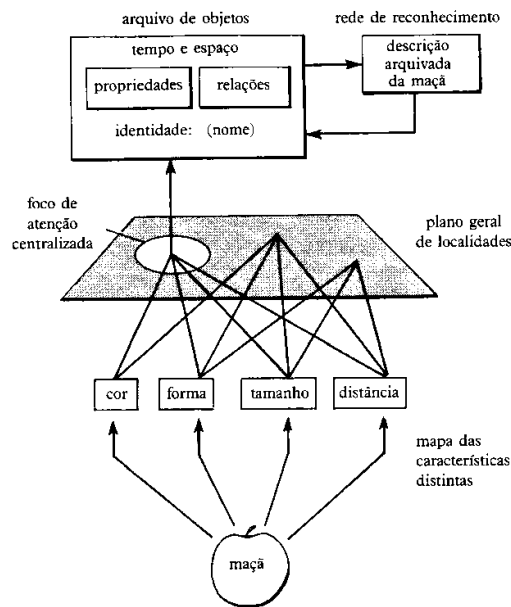 arquivo de objetos
rede de reconhecimento
tempo e espaço
propriedades
relações
identidade: (nome)
descrição
arquivada
da maçã
foco de
atenção
centralizada
plano geral
de localidades
cor
forma
tamanho
distância
mapa das
características
distintas
maçã